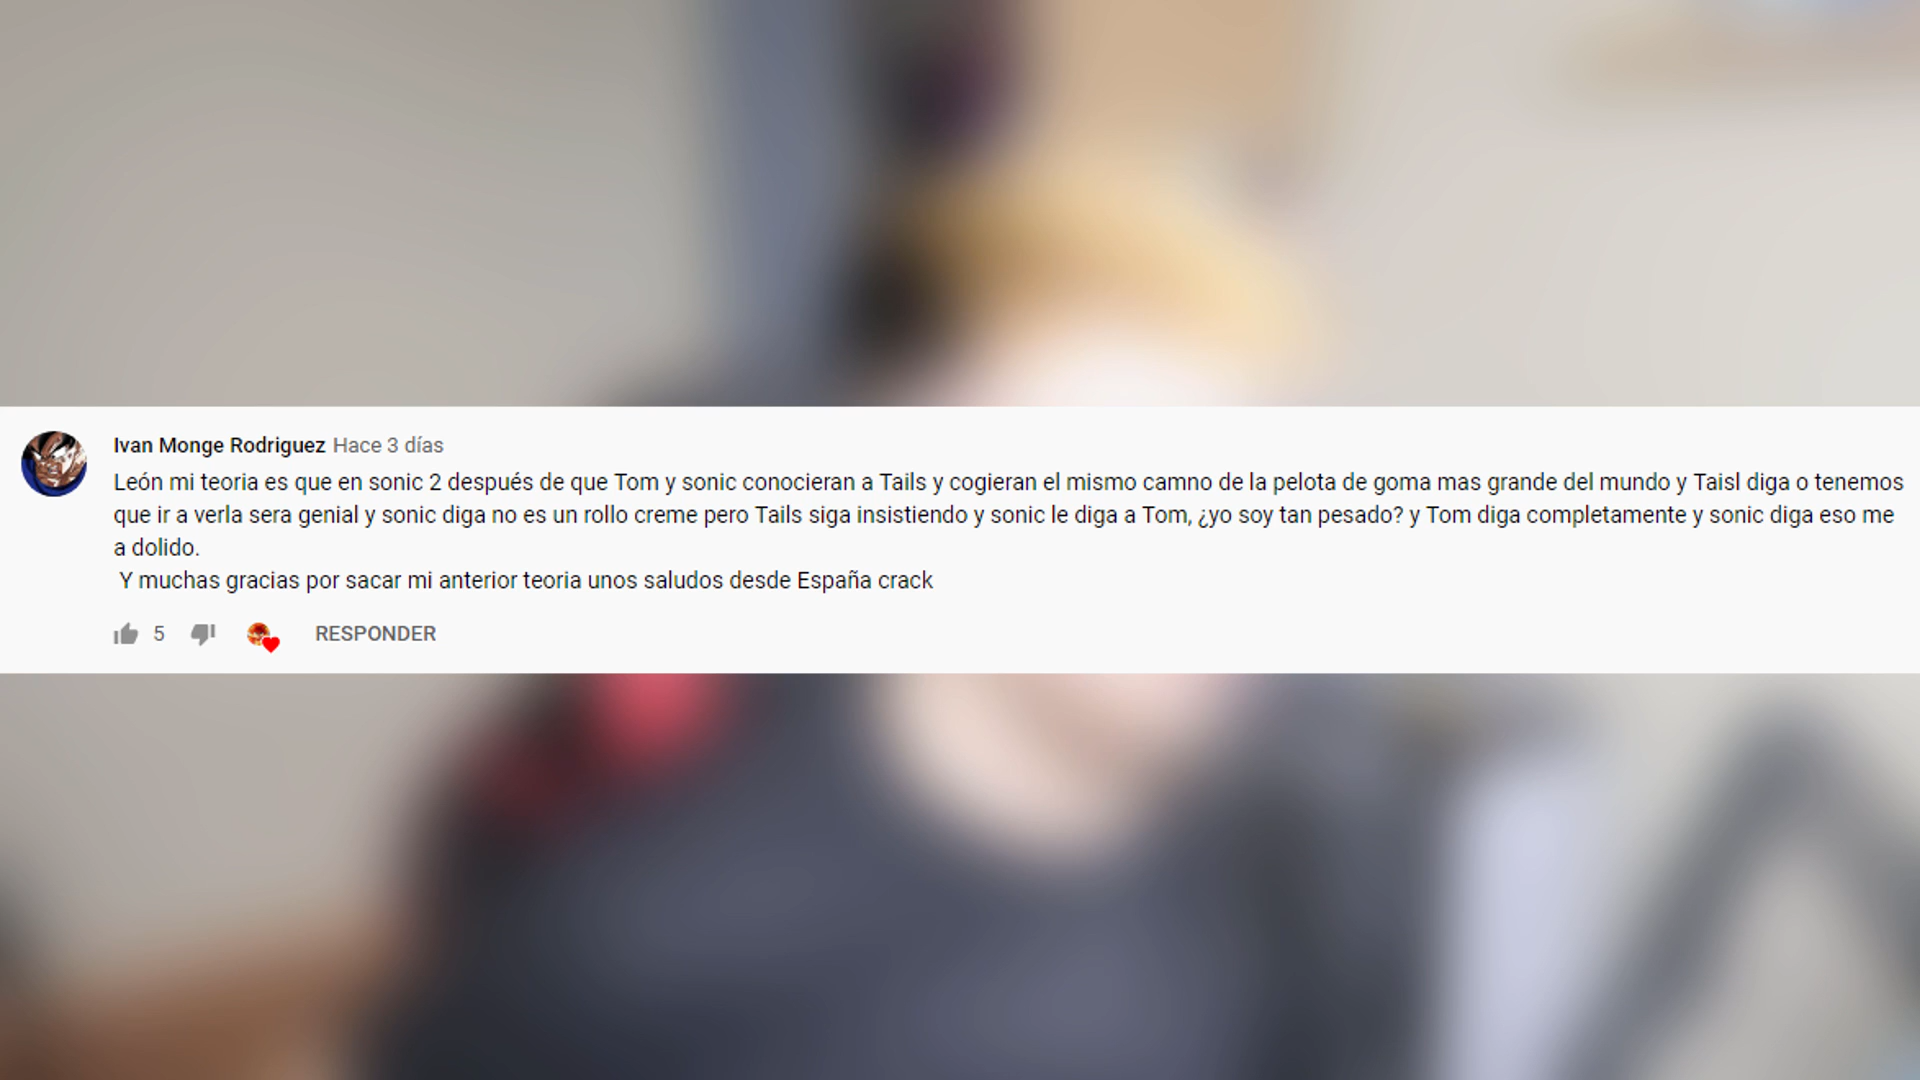 Ivan Monge Rodriguez Hace 3 días
León mi teoria es que en sonic 2 después de que Tom y sonic conocieran a Tails y cogieran el mismo camno de la pelota de goma mas grande del mundo y Taisl diga o tenemos
que ir a verla sera genial y sonic diga no es un rollo creme pero Tails siga insistiendo y sonic le diga a Tom, ¿yo soy tan pesado? y Tom diga completamente y sonic diga eso me
a dolido.
Y muchas gracias por sacar mi anterior teoria unos saludos desde España crack
5 RESPONDER